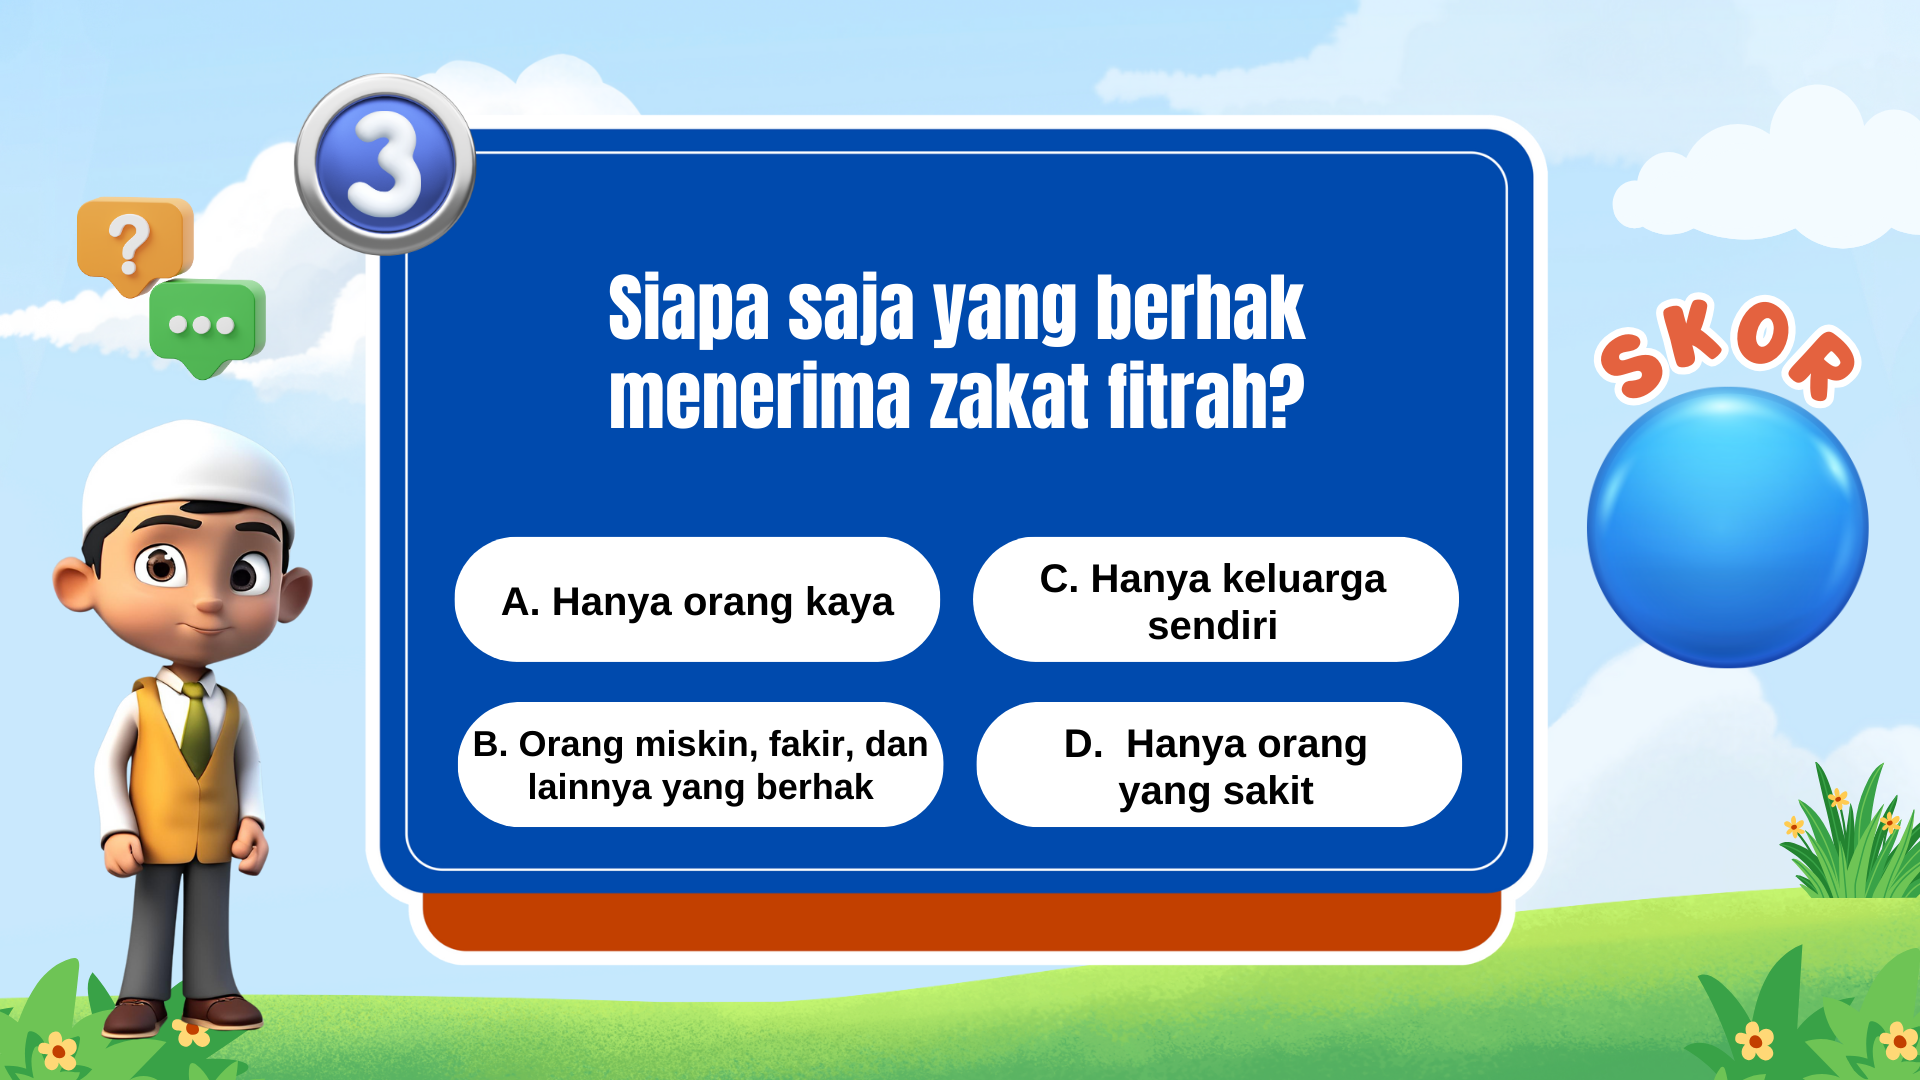 3
?
Siapa saja yang berhak
menerima zakat fitrah?
SKOR
A. Hanya orang kaya
C. Hanya keluarga
sendiri
B. Orang miskin, fakir, dan
lainnya yang berhak
D. Hanya orang
yang sakit